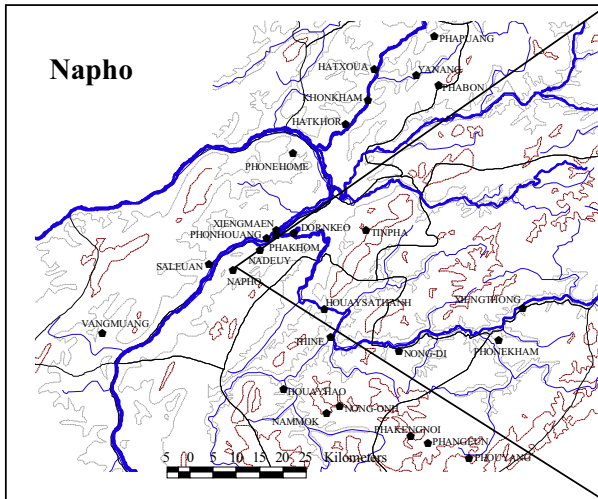 Napho
PHAPUANG
HATXOUA
YANANG
PHABON
KHONKHAM
HATKHOR
PHONEHOME
XIENGMAEN
DORNKEO
PHONHOUANG
TINPHA
PHAKHOM
NADEUY
SALEUAN
NAPHO
HOUAYSATHANH
XIENGTHONG
VANGMUANG
THINE
PHONEKHAM
NONG-DI
HOUAYHAO
NONG-ONH
NAMMOK
PHAKENGNOI
PHANGEUN
PHOUYANG
5 0 5 10 15 20 25 Kilometers